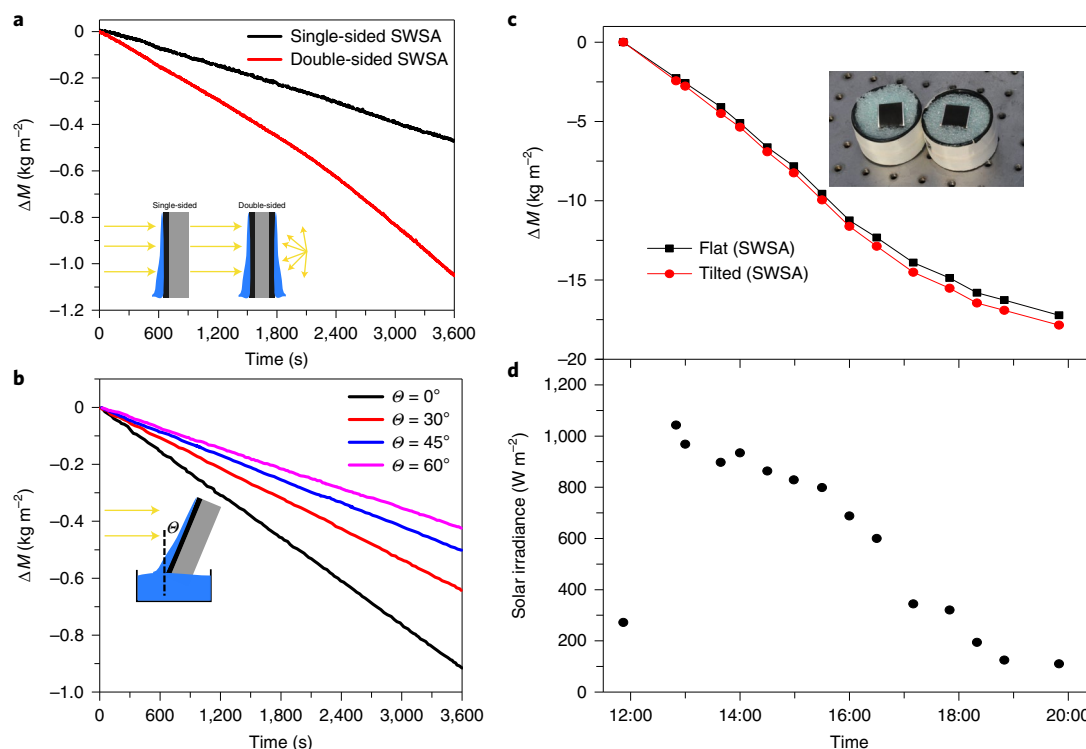 a
0
−0.2
−0.4
−0.6
−0.8
−1.0
−1.2
ΔM (kg m−2)
Single-sided SWSA
Double-sided SWSA
Single-sided
Double-sided
0 600 1,200 1,800 2,400 3,000 3,600
Time (s)
b
0
−0.2
−0.4
−0.6
−0.8
−1.0
ΔM (kg m−2)
Θ = 0°
Θ = 30°
Θ = 45°
Θ = 60°
Θ
0 600 1,200 1,800 2,400 3,000 3,600
Time (s)
c
0
−5
−10
−15
−20
ΔM (kg m−2)
Flat (SWSA)
Tilted (SWSA)
d
1,200
1,000
800
600
400
200
0
Solar irradiance (W m−2)
12:00 14:00 16:00 18:00 20:00
Time